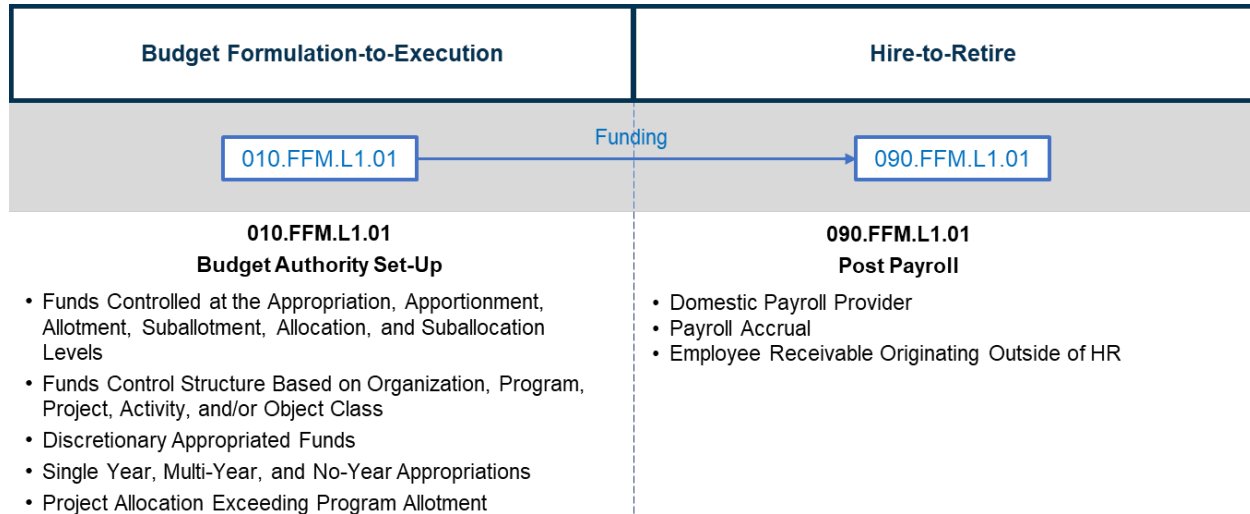 Budget Formulation-to-Execution
Hire-to-Retire
Funding
010.FFM.L1.01
090.FFM.L1.01
010.FFM.L1.01
Budget Authority Set-Up
• Funds Controlled at the Appropriation, Apportionment,
Allotment, Suballotment, Allocation, and Suballocation
Levels
• Funds Control Structure Based on Organization, Program,
Project, Activity, and/or Object Class
• Discretionary Appropriated Funds
• Single Year, Multi-Year, and No-Year Appropriations
• Project Allocation Exceeding Program Allotment
090.FFM.L1.01
Post Payroll
• Domestic Payroll Provider
• Payroll Accrual
• Employee Receivable Originating Outside of HR